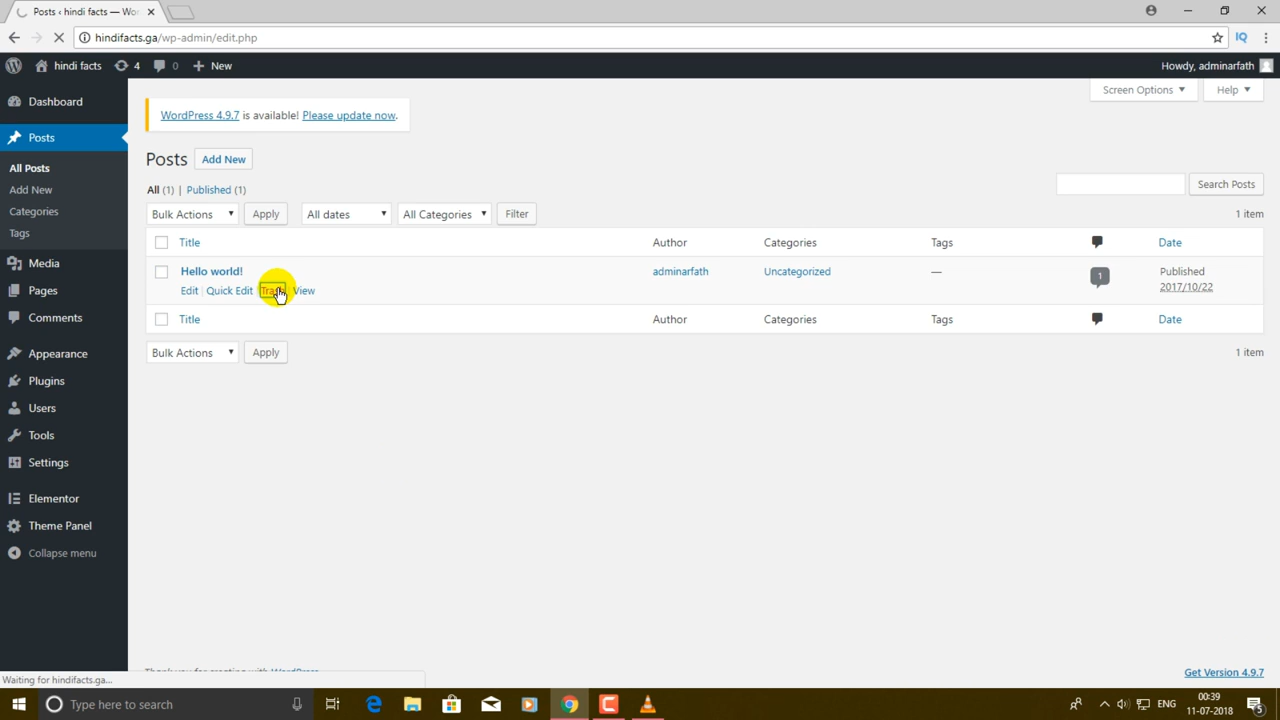 Posts ‹ hindi facts — Wor
hindifacts.ga/wp-admin/edit.php
hindi facts 4 0 New Howdy, adminarfath
Screen Options Help
Dashboard
Posts
All Posts
Add New
Categories
Tags
Media
Pages
Comments
Appearance
Plugins
Users
Tools
Settings
Elementor
Theme Panel
Collapse menu
WordPress 4.9.7 is available! Please update now.
Posts Add New
All (1) | Published (1)
Search Posts
Bulk Actions Apply All dates All Categories Filter 1 item
Title Author Categories Tags Date
Hello world! adminarfath Uncategorized — 1 Published
Edit | Quick Edit | View 2017/10/22
Title Author Categories Tags Date
Bulk Actions Apply 1 item
Get Version 4.9.7
Waiting for hindifacts.ga...
Type here to search
ENG 00:39
11-07-2018 5